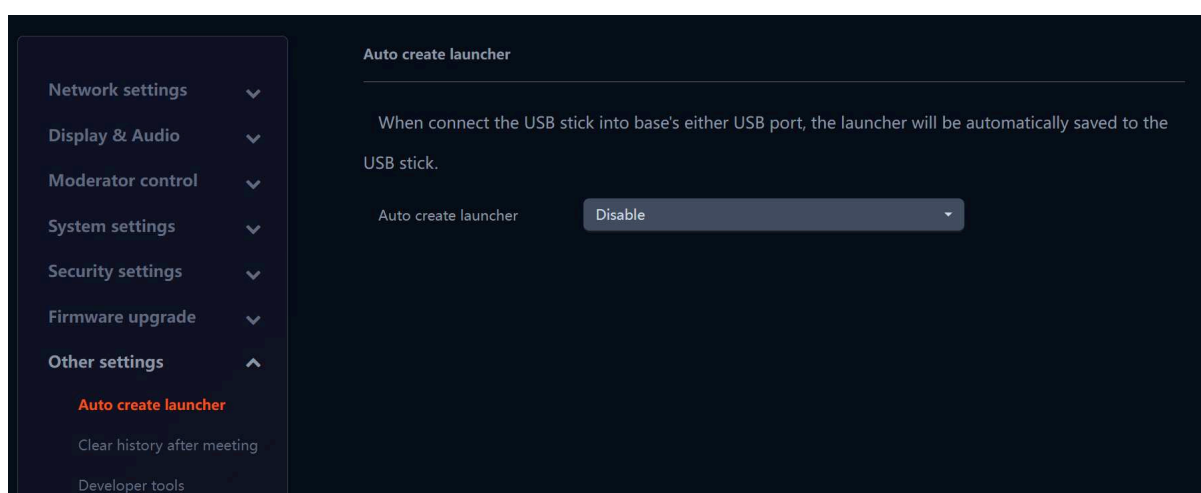 Network settings
Display & Audio
Moderator control
System settings
Security settings
Firmware upgrade
Other settings
Auto create launcher
Clear history after meeting
Developer tools
Auto create launcher
When connect the USB stick into base's either USB port, the launcher will be automatically saved to the
USB stick.
Auto create launcher Disable